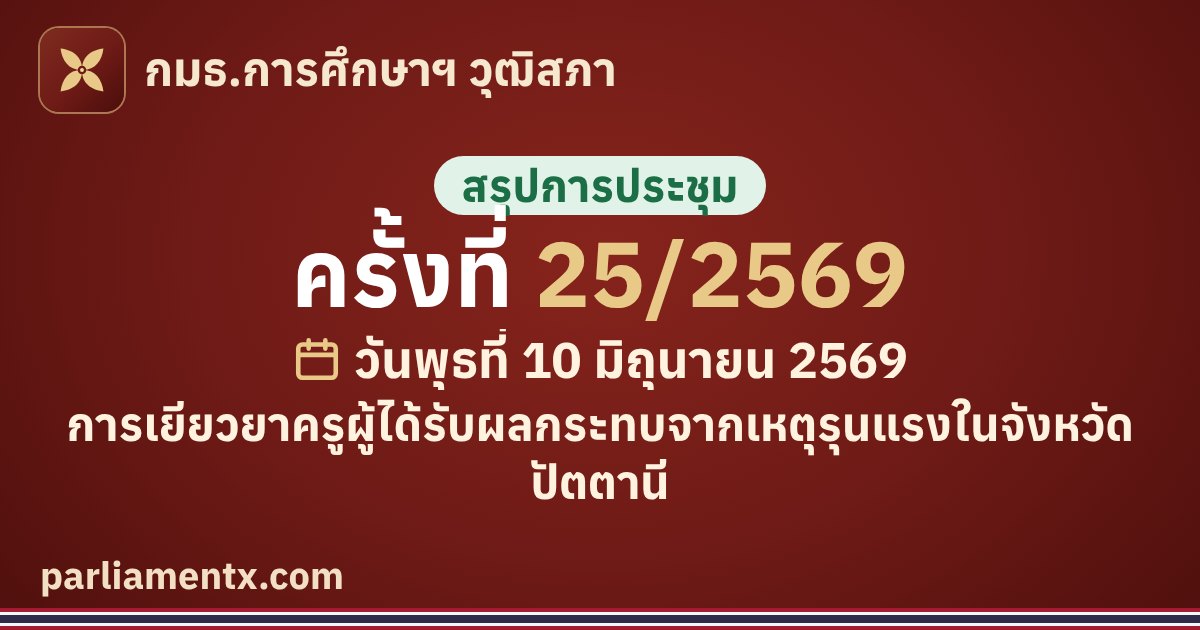 กมธ.การศึกษาฯ วุฒิสภา
สรุปการประชุม
ครั้งที่ 25/2569
วันพุธที่ 10 มิถุนายน 2569
การเยียวยาครูผู้ได้รับผลกระทบจากเหตุรุนแรงในจังหวัด
ปัตตานี
parliamentx.com